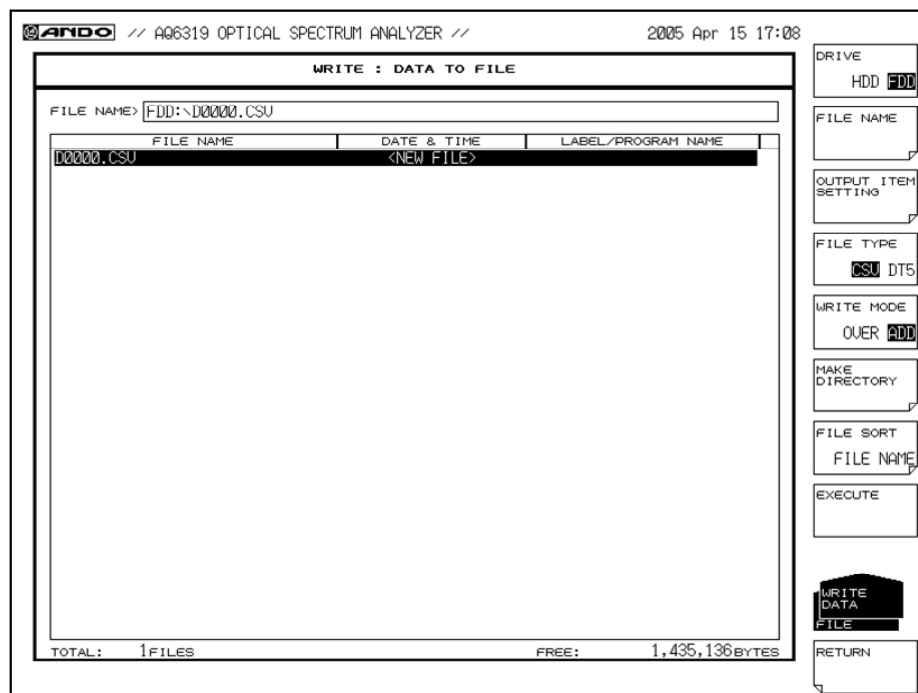 ANDO // AQ6319 OPTICAL SPECTRUM ANALYZER // 2005 Apr 15 17:08
WRITE : DATA TO FILE
FILE NAME> FDD:\D0000.CSV
FILE NAME DATE & TIME LABEL/PROGRAM NAME
D0000.CSV <NEW FILE>
TOTAL: 1FILES FREE: 1,435,136BYTES
DRIVE
HDD FDD
FILE NAME
OUTPUT ITEM
SETTING
FILE TYPE
CSV DT5
WRITE MODE
OVER ADD
MAKE
DIRECTORY
FILE SORT
FILE NAME
EXECUTE
WRITE
DATA
FILE
RETURN